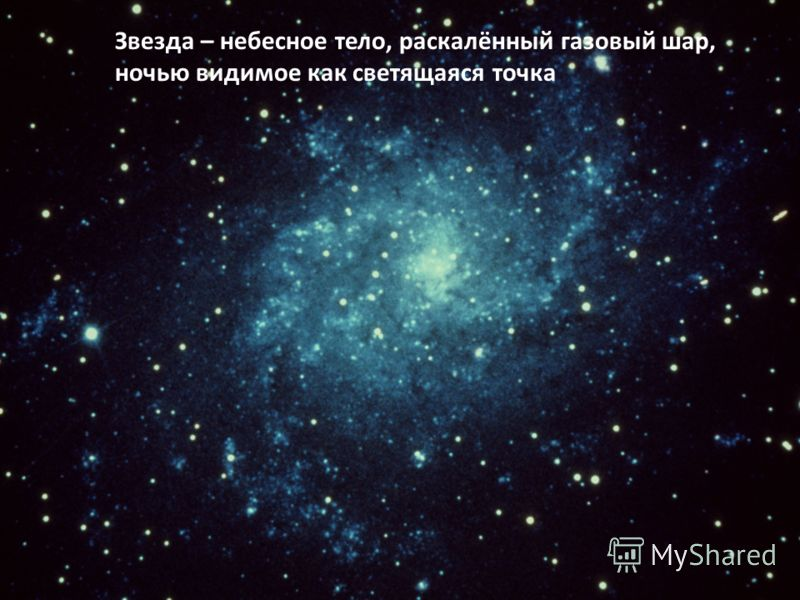 Звезда – небесное тело, раскалённый газовый шар,
ночью видимое как светящаяся точка
MyShared